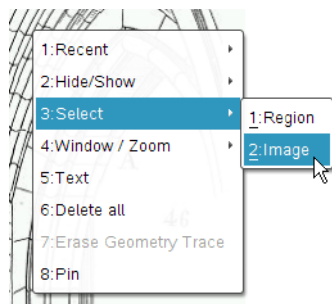 1:Recent
2:Hide/Show
3:Select
1:Region
2:Image
4:Window / Zoom
5:Text
6:Delete all
7:Erase Geometry Trace
8:Pin